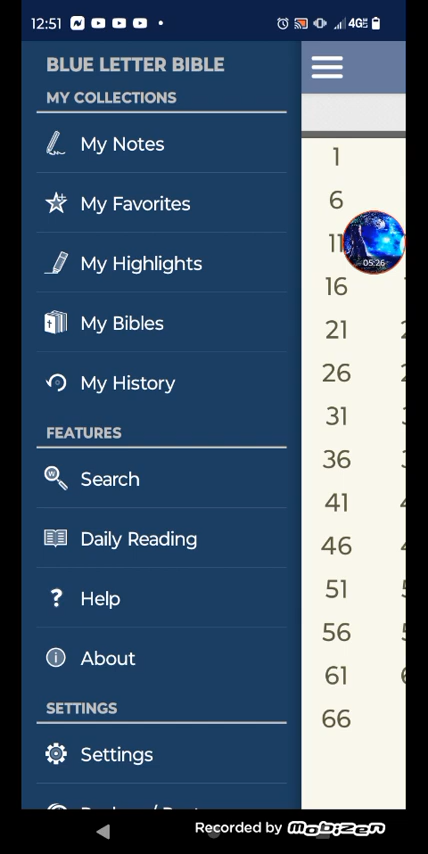 12:51 4G
BLUE LETTER BIBLE
MY COLLECTIONS
My Notes
My Favorites
My Highlights
My Bibles
My History
FEATURES
Search
Daily Reading
Help
About
SETTINGS
Settings
1
6
11
16
21
26
31
36
41
46
51
56
61
66
05:26
Recorded by Mobizen